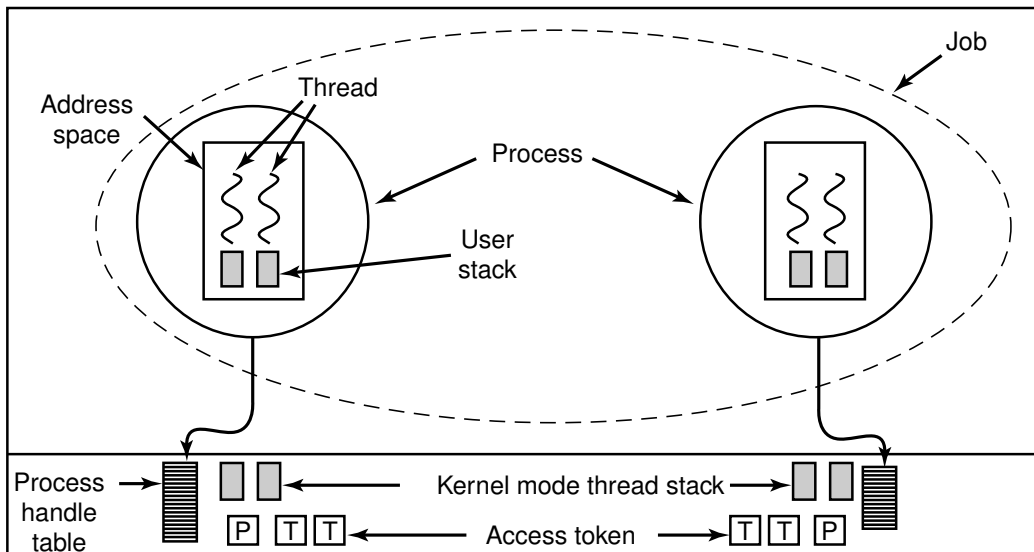 Job
Thread
Address
space
Process
User
stack
Process
handle
table
Kernel mode thread stack
P T T
Access token
T T P